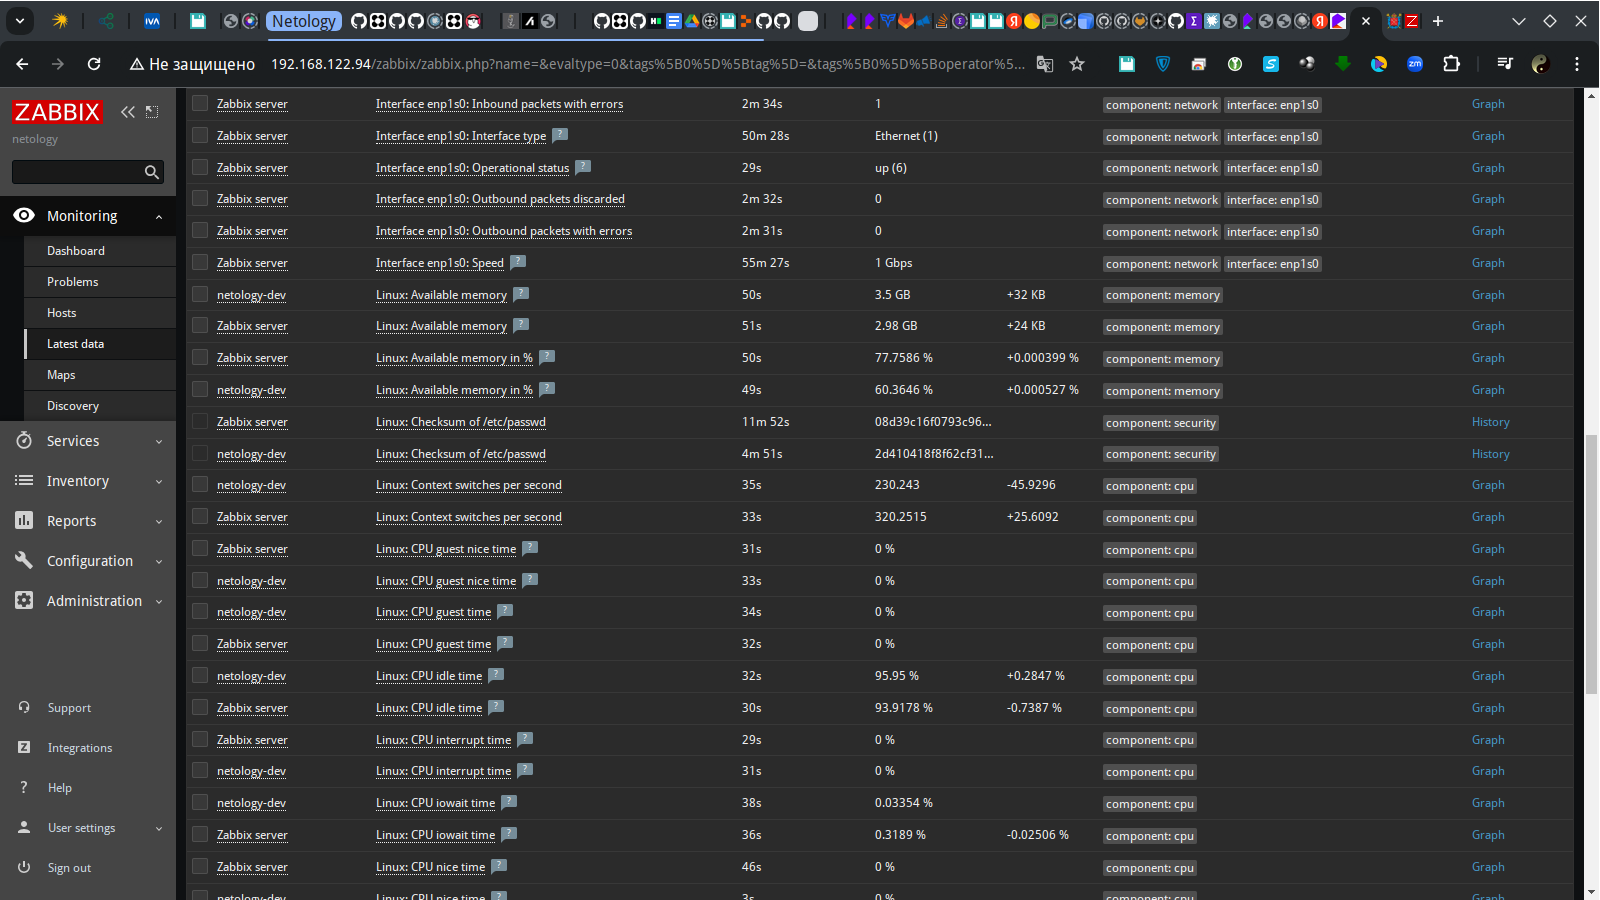 Netology
Не защищено 192.168.122.94/zabbix/zabbix.php?name=&evaltype=0&tags%5B0%5D%5Btag%5D=&tags%5B0%5D%5Boperator%5...
ZABBIX
netology
Monitoring
Dashboard
Problems
Hosts
Latest data
Maps
Discovery
Services
Inventory
Reports
Configuration
Administration
Support
Integrations
Help
User settings
Sign out
Zabbix server Interface enp1s0: Inbound packets with errors 2m 34s 1 component: network interface: enp1s0 Graph
Zabbix server Interface enp1s0: Interface type ? 50m 28s Ethernet (1) component: network interface: enp1s0 Graph
Zabbix server Interface enp1s0: Operational status ? 29s up (6) component: network interface: enp1s0 Graph
Zabbix server Interface enp1s0: Outbound packets discarded 2m 32s 0 component: network interface: enp1s0 Graph
Zabbix server Interface enp1s0: Outbound packets with errors 2m 31s 0 component: network interface: enp1s0 Graph
Zabbix server Interface enp1s0: Speed ? 55m 27s 1 Gbps component: network interface: enp1s0 Graph
netology-dev Linux: Available memory ? 50s 3.5 GB +32 KB component: memory Graph
Zabbix server Linux: Available memory ? 51s 2.98 GB +24 KB component: memory Graph
Zabbix server Linux: Available memory in % ? 50s 77.7586 % +0.000399 % component: memory Graph
netology-dev Linux: Available memory in % ? 49s 60.3646 % +0.000527 % component: memory Graph
Zabbix server Linux: Checksum of /etc/passwd 11m 52s 08d39c16f0793c96... component: security History
netology-dev Linux: Checksum of /etc/passwd 4m 51s 2d410418f8f62cf31... component: security History
netology-dev Linux: Context switches per second 35s 230.243 -45.9296 component: cpu Graph
Zabbix server Linux: Context switches per second 33s 320.2515 +25.6092 component: cpu Graph
Zabbix server Linux: CPU guest nice time ? 31s 0 % component: cpu Graph
netology-dev Linux: CPU guest nice time ? 33s 0 % component: cpu Graph
netology-dev Linux: CPU guest time ? 34s 0 % component: cpu Graph
Zabbix server Linux: CPU guest time ? 32s 0 % component: cpu Graph
netology-dev Linux: CPU idle time ? 32s 95.95 % +0.2847 % component: cpu Graph
Zabbix server Linux: CPU idle time ? 30s 93.9178 % -0.7387 % component: cpu Graph
Zabbix server Linux: CPU interrupt time ? 29s 0 % component: cpu Graph
netology-dev Linux: CPU interrupt time ? 31s 0 % component: cpu Graph
netology-dev Linux: CPU iowait time ? 38s 0.03354 % component: cpu Graph
Zabbix server Linux: CPU iowait time ? 36s 0.3189 % -0.02506 % component: cpu Graph
Zabbix server Linux: CPU nice time ? 46s 0 % component: cpu Graph
netology-dev Linux: CPU nice time ? 3s 0 % component: cpu Graph